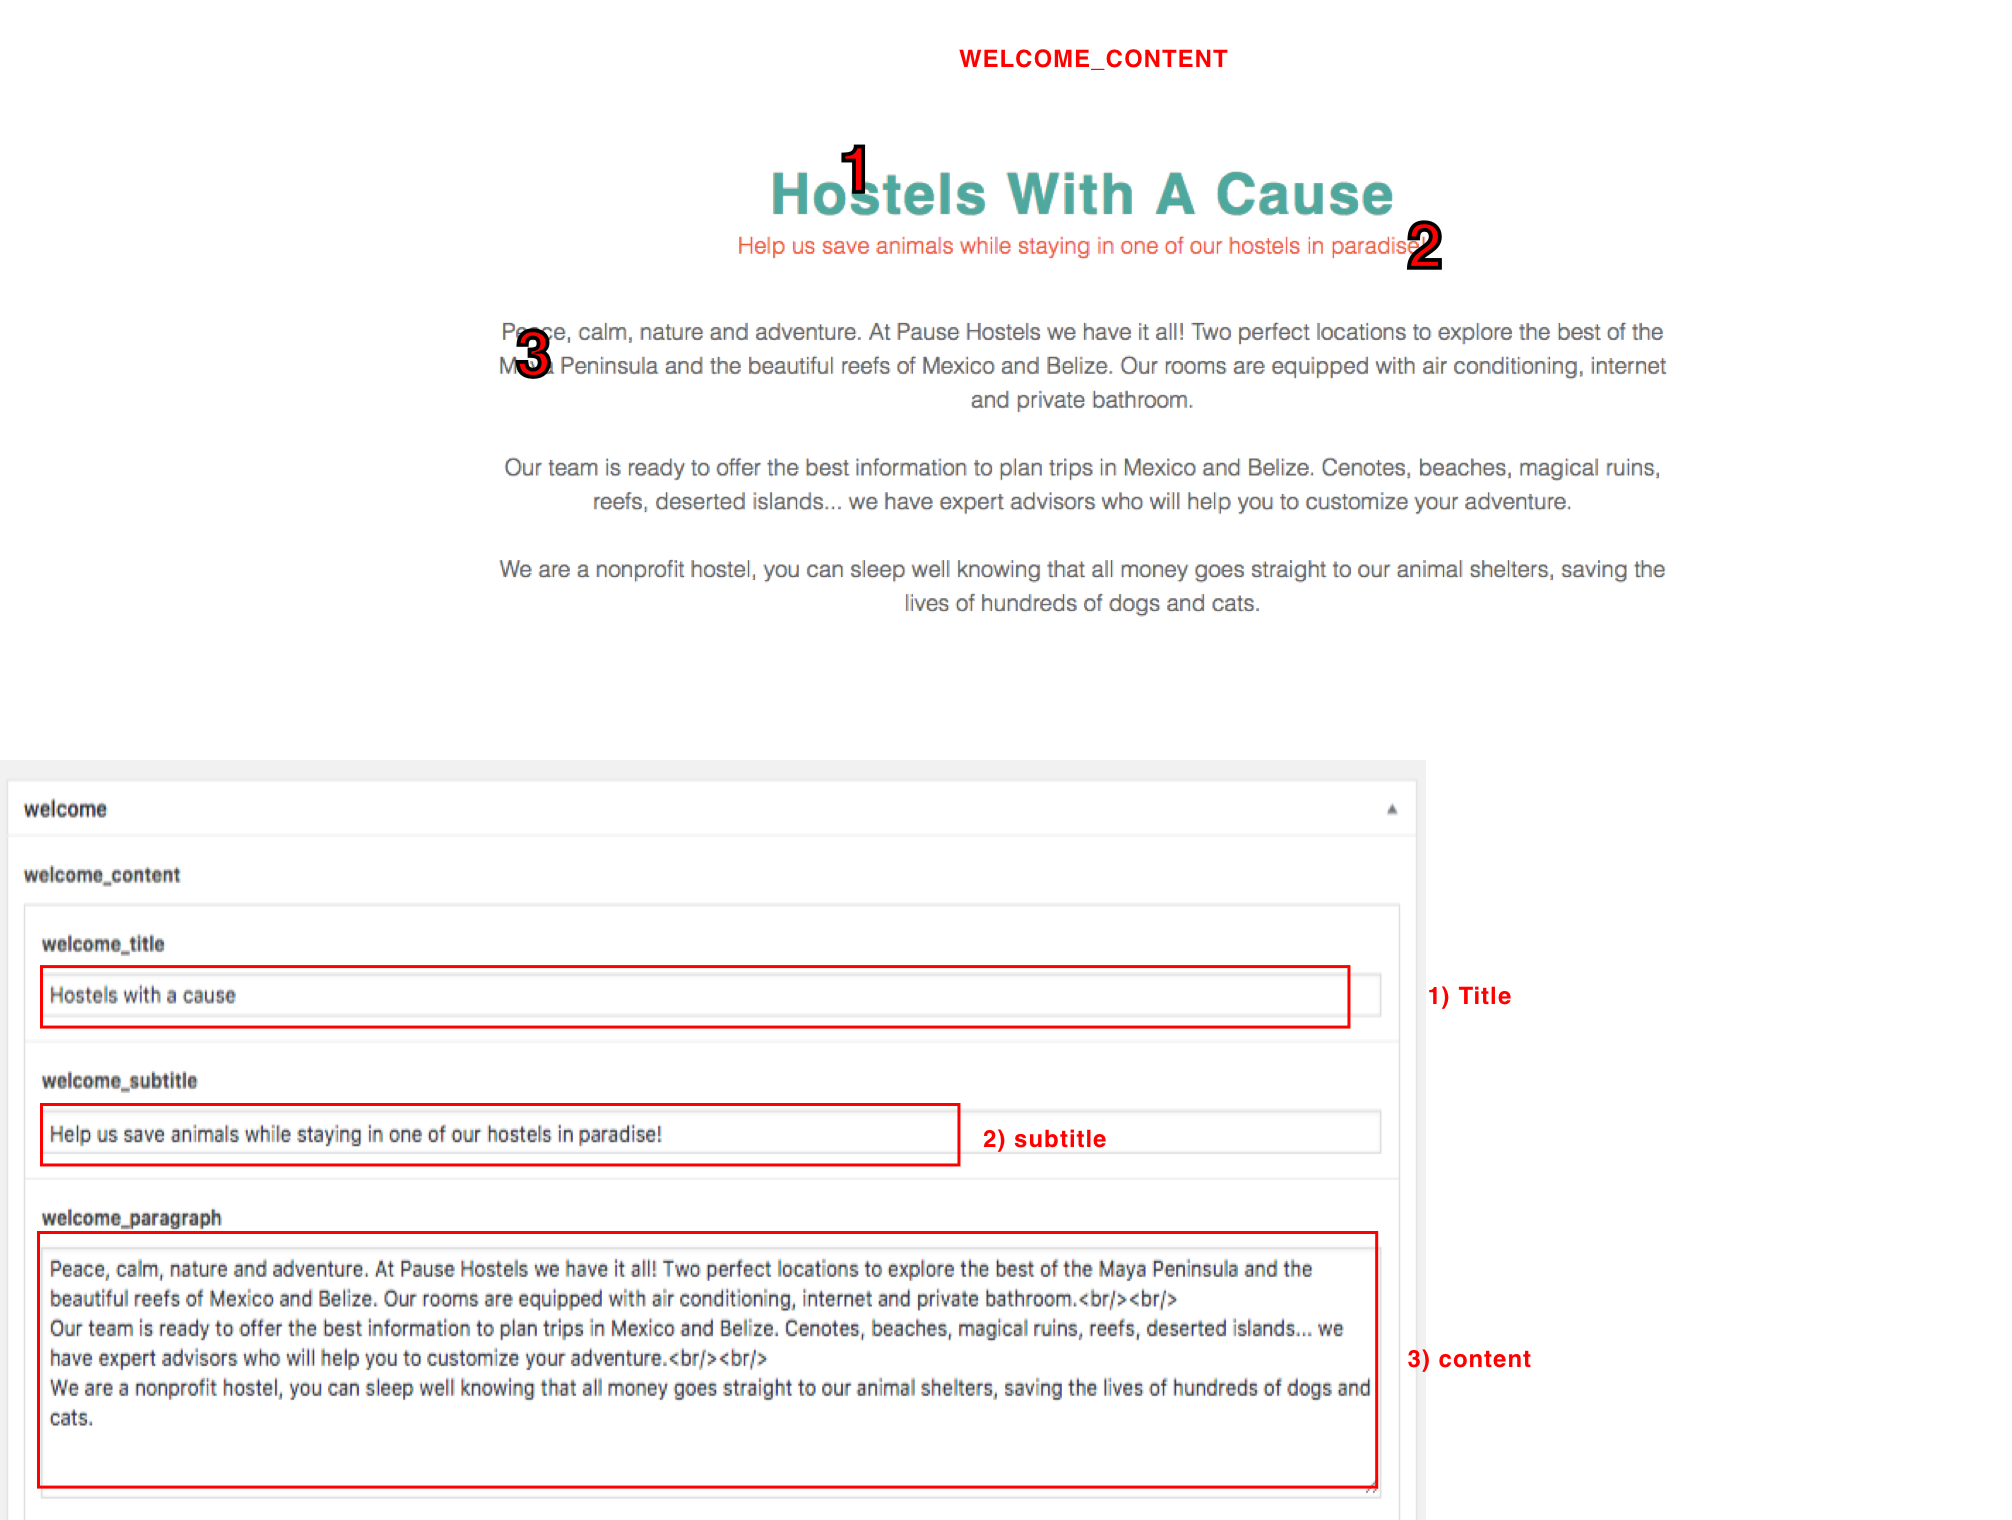 WELCOME_CONTENT
1
Hostels With A Cause
Help us save animals while staying in one of our hostels in paradise!
2
Peace, calm, nature and adventure. At Pause Hostels we have it all! Two perfect locations to explore the best of the
3
Maya Peninsula and the beautiful reefs of Mexico and Belize. Our rooms are equipped with air conditioning, internet
and private bathroom.
Our team is ready to offer the best information to plan trips in Mexico and Belize. Cenotes, beaches, magical ruins,
reefs, deserted islands... we have expert advisors who will help you to customize your adventure.
We are a nonprofit hostel, you can sleep well knowing that all money goes straight to our animal shelters, saving the
lives of hundreds of dogs and cats.
welcome
welcome_content
welcome_title
Hostels with a cause
1) Title
welcome_subtitle
Help us save animals while staying in one of our hostels in paradise!
2) subtitle
welcome_paragraph
Peace, calm, nature and adventure. At Pause Hostels we have it all! Two perfect locations to explore the best of the Maya Peninsula and the
beautiful reefs of Mexico and Belize. Our rooms are equipped with air conditioning, internet and private bathroom.<br/><br/>
Our team is ready to offer the best information to plan trips in Mexico and Belize. Cenotes, beaches, magical ruins, reefs, deserted islands... we
have expert advisors who will help you to customize your adventure.<br/><br/>
3) content
We are a nonprofit hostel, you can sleep well knowing that all money goes straight to our animal shelters, saving the lives of hundreds of dogs and
cats.